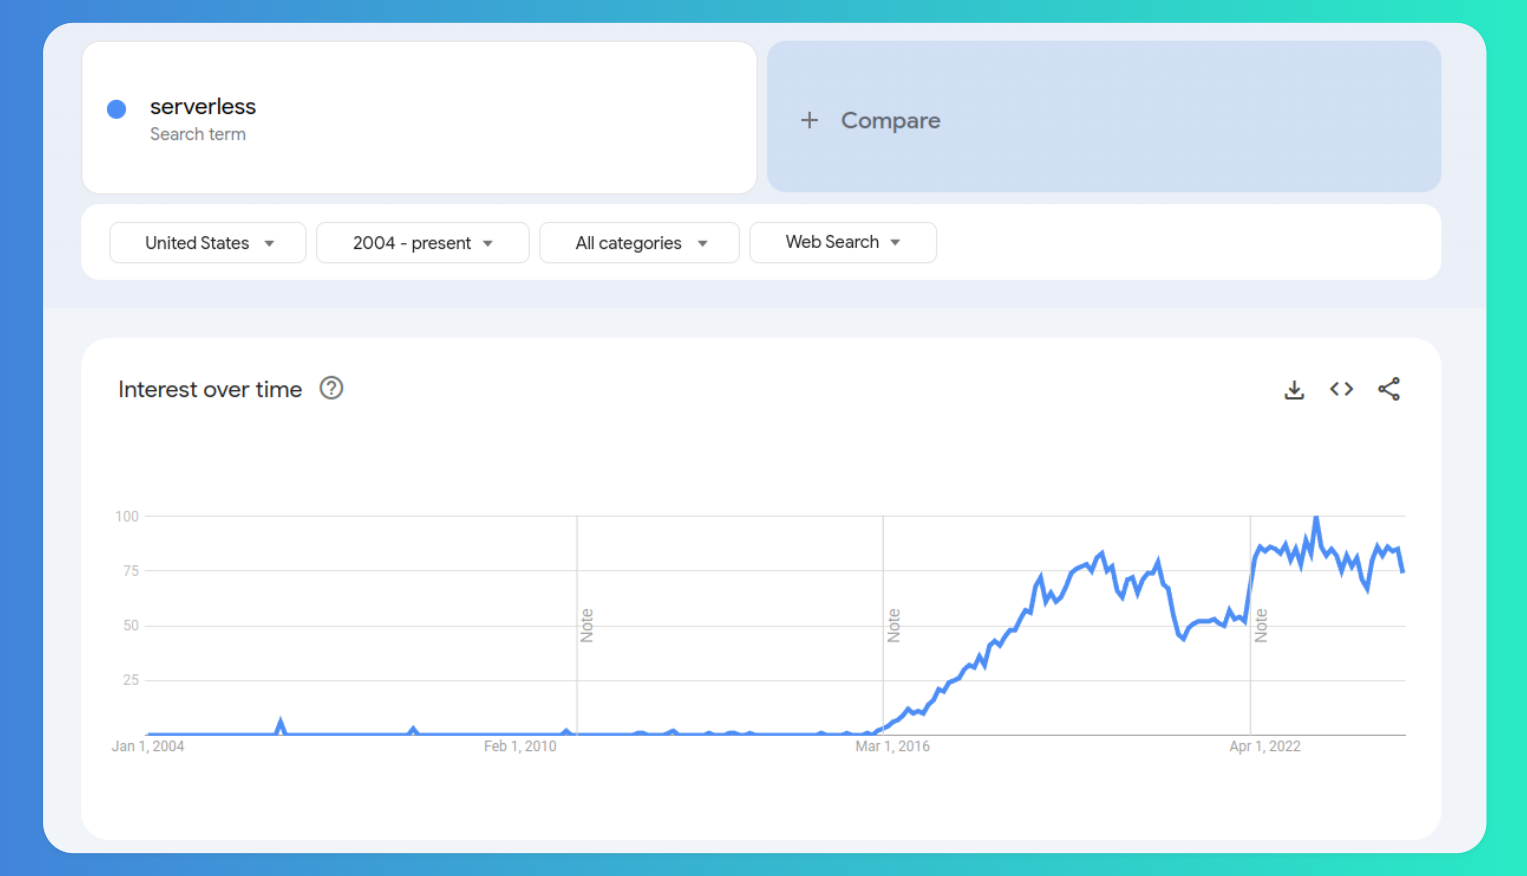 serverless
Search term
+ Compare
United States
2004 - present
All categories
Web Search
Interest over time
100
75
50
25
Note
Note
Note
Jan 1, 2004
Feb 1, 2010
Mar 1, 2016
Apr 1, 2022